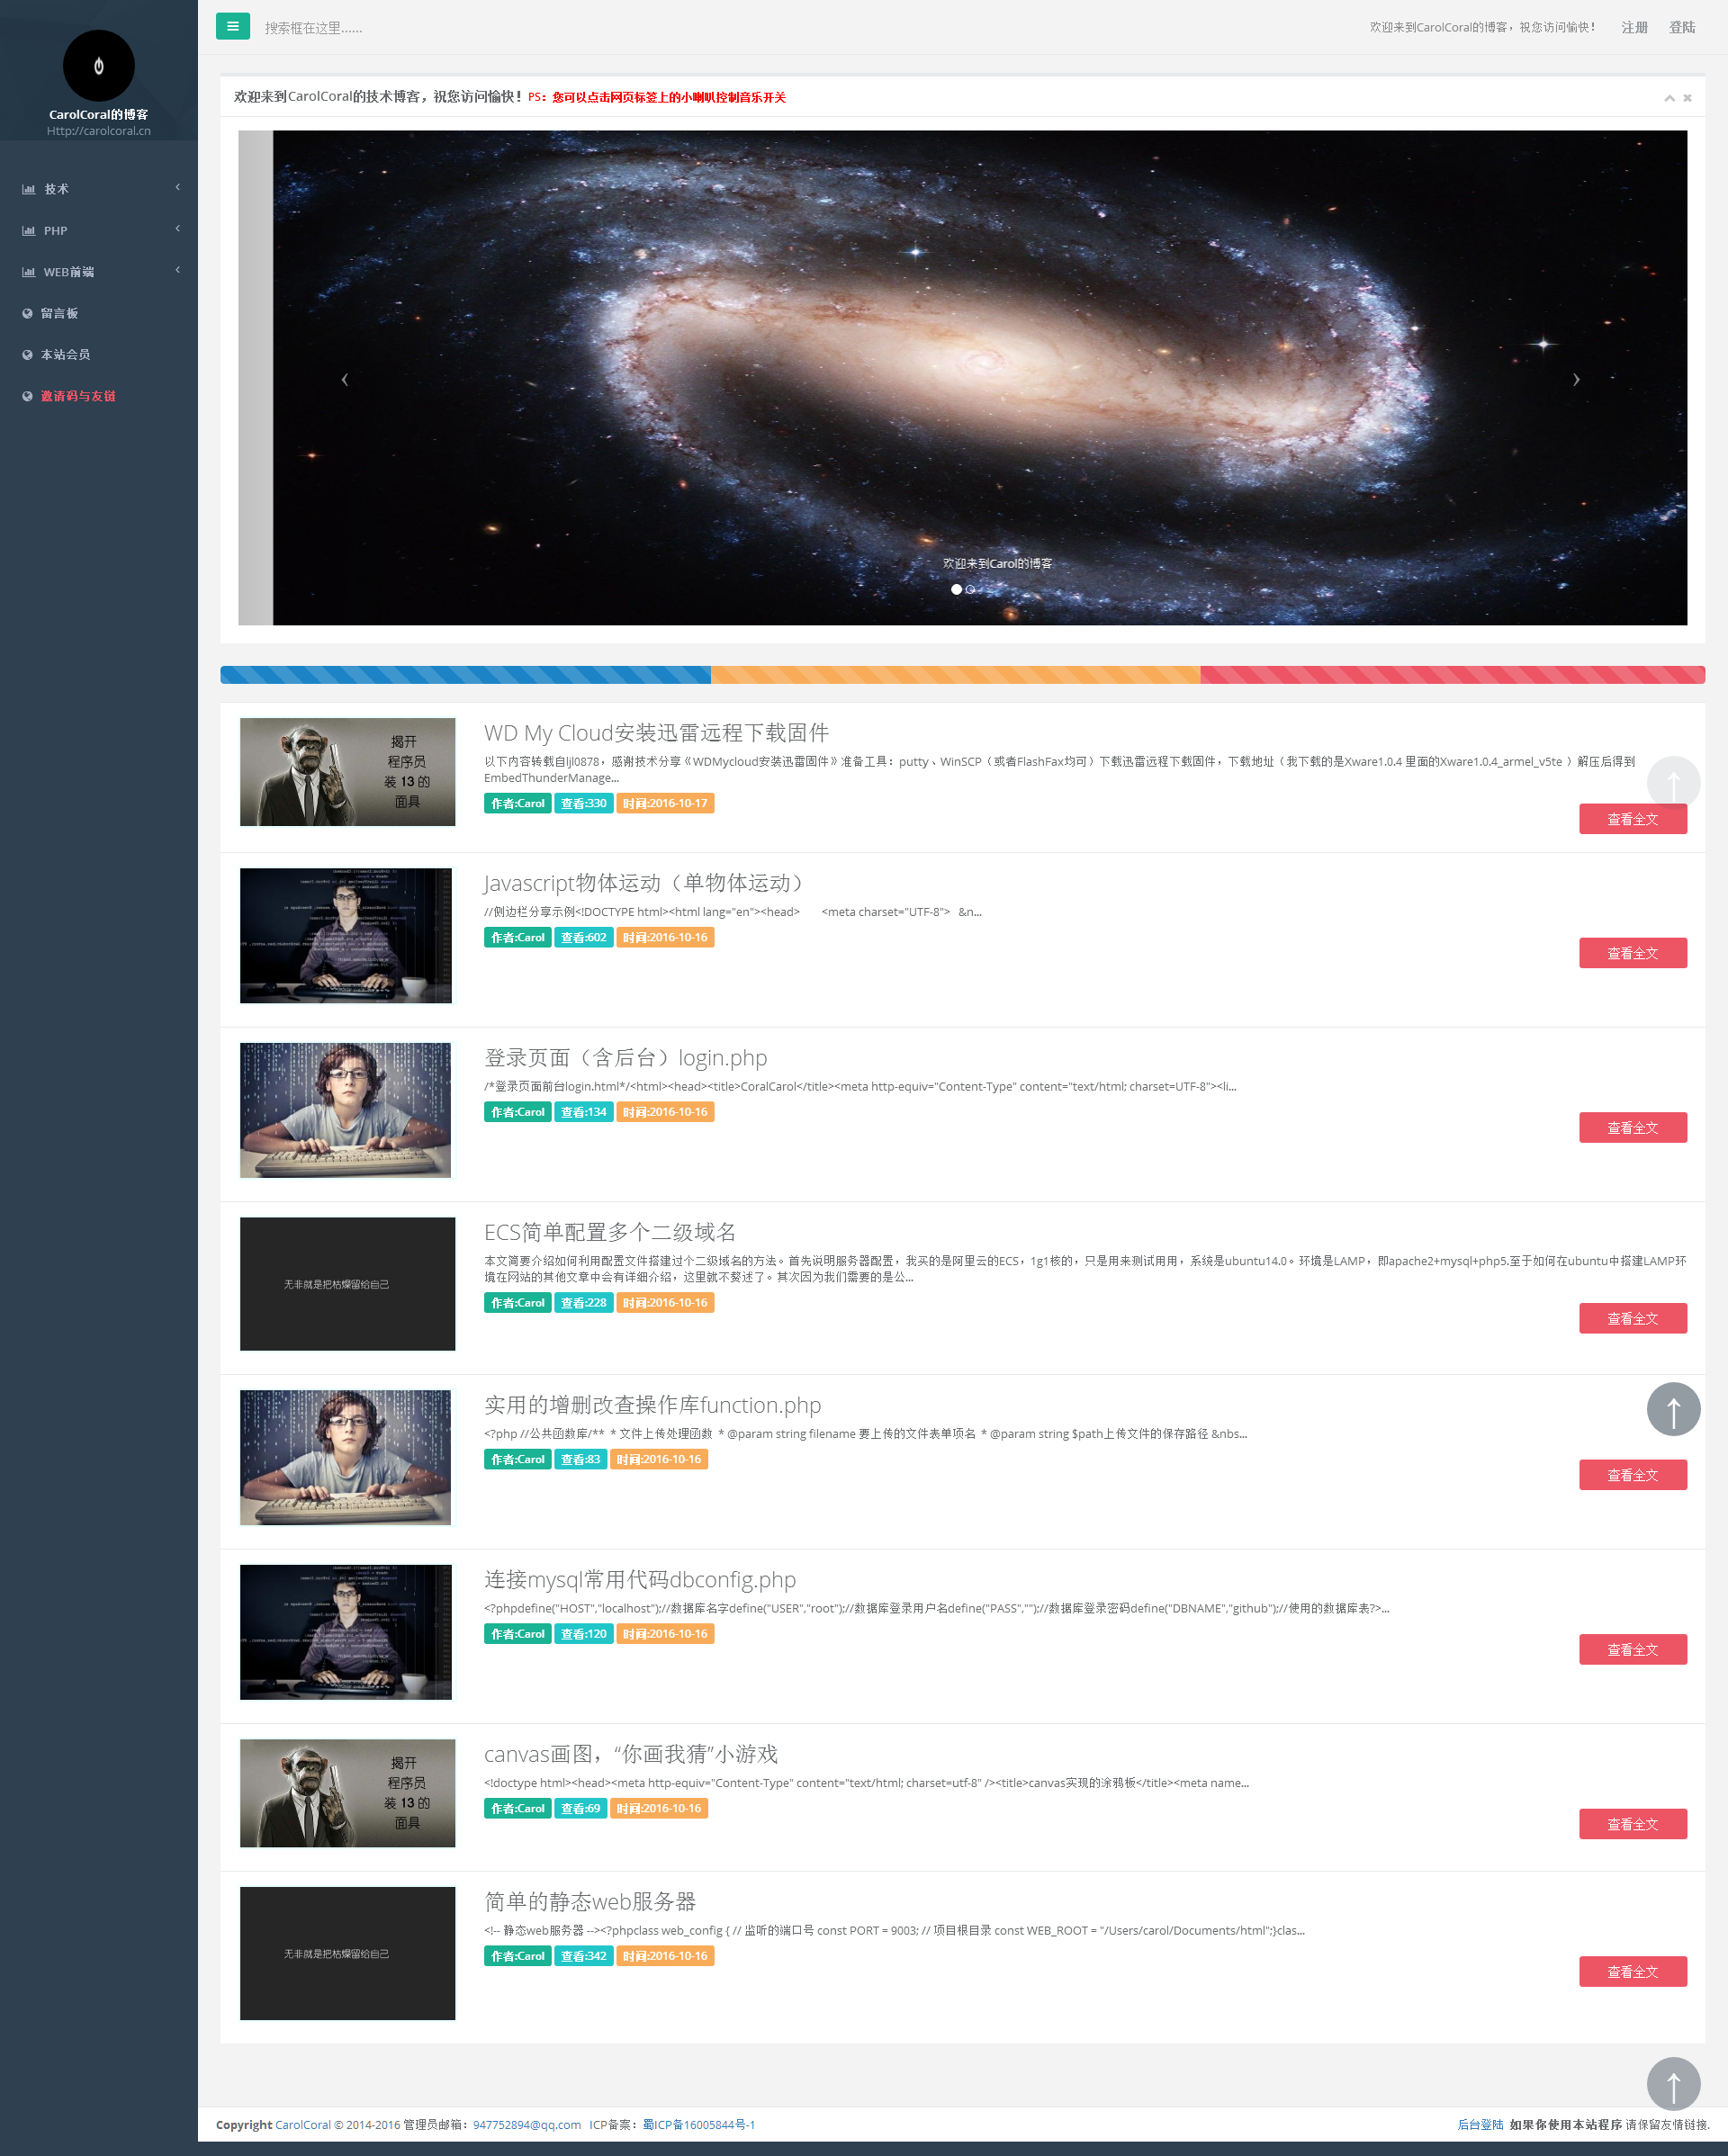 CarolCoral的博客
Http://carolcoral.cn
技术
PHP
WEB前端
留言板
本站会员
邀请码与友链
搜索框在这里......
欢迎来到CarolCoral的博客，祝您访问愉快！
注册
登陆
欢迎来到CarolCoral的技术博客，祝您访问愉快！PS：您可以点击网页标签上的小喇叭控制音乐开关
欢迎来到Carol的博客
揭开
程序员
装 13 的
面具
WD My Cloud安装迅雷远程下载固件
以下内容转载自ljl0878，感谢技术分享《WDMycloud安装迅雷固件》准备工具：putty、WinSCP（或者FlashFax均可）下载迅雷远程下载固件，下载地址（我下载的是Xware1.0.4 里面的Xware1.0.4_armel_v5te ）解压后得到
EmbedThunderManage...
作者:Carol 查看:330 时间:2016-10-17
查看全文
Javascript物体运动（单物体运动）
//侧边栏分享示例<!DOCTYPE html><html lang="en"><head> <meta charset="UTF-8"> &n...
作者:Carol 查看:602 时间:2016-10-16
查看全文
登录页面（含后台）login.php
/*登录页面前台login.html*/<html><head><title>CoralCarol</title><meta http-equiv="Content-Type" content="text/html; charset=UTF-8"><li...
作者:Carol 查看:134 时间:2016-10-16
查看全文
无非就是把枯燥留给自己
ECS简单配置多个二级域名
本文简要介绍如何利用配置文件搭建过个二级域名的方法。首先说明服务器配置，我买的是阿里云的ECS，1g1核的，只是用来测试用用，系统是ubuntu14.0。环境是LAMP，即apache2+mysql+php5.至于如何在ubuntu中搭建LAMP环
境在网站的其他文章中会有详细介绍，这里就不赘述了。其次因为我们需要的是公...
作者:Carol 查看:228 时间:2016-10-16
查看全文
实用的增删改查操作库function.php
<?php //公共函数库/** * 文件上传处理函数 * @param string filename 要上传的文件表单项名 * @param string $path上传文件的保存路径 &nbs...
作者:Carol 查看:83 时间:2016-10-16
查看全文
连接mysql常用代码dbconfig.php
<?phpdefine("HOST","localhost");//数据库名字define("USER","root");//数据库登录用户名define("PASS","");//数据库登录密码define("DBNAME","github");//使用的数据库表?>...
作者:Carol 查看:120 时间:2016-10-16
查看全文
揭开
程序员
装 13 的
面具
canvas画图，“你画我猜”小游戏
<!doctype html><head><meta http-equiv="Content-Type" content="text/html; charset=utf-8" /><title>canvas实现的涂鸦板</title><meta name...
作者:Carol 查看:69 时间:2016-10-16
查看全文
无非就是把枯燥留给自己
简单的静态web服务器
<!-- 静态web服务器 --><?phpclass web_config { // 监听的端口号 const PORT = 9003; // 项目根目录 const WEB_ROOT = "/Users/carol/Documents/html";}clas...
作者:Carol 查看:342 时间:2016-10-16
查看全文
Copyright CarolCoral © 2014-2016 管理员邮箱：947752894@qq.com ICP备案：蜀ICP备16005844号-1
后台登陆 如果你使用本站程序 请保留友情链接.